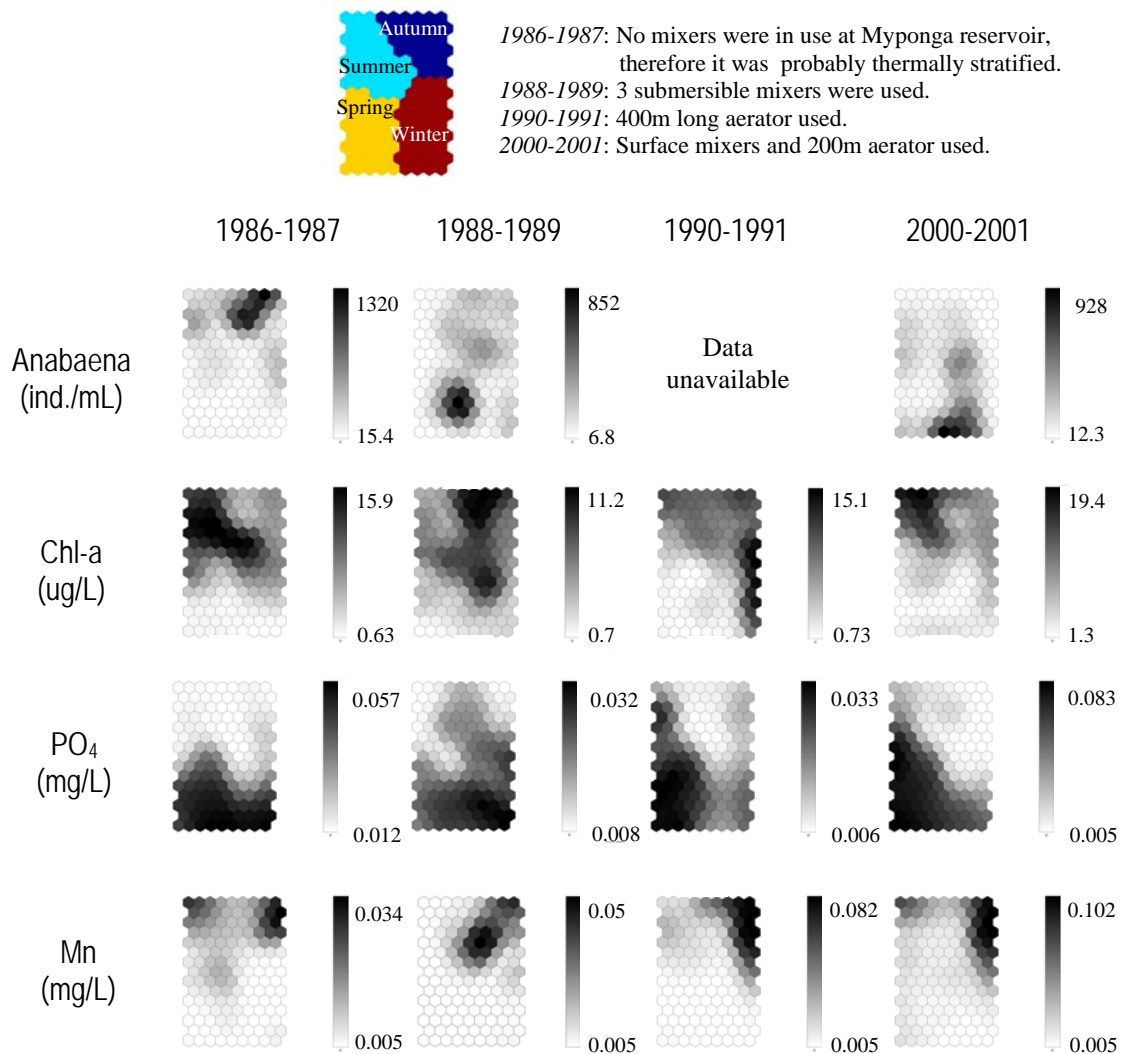 Autumn
Summer
Spring
Winter
1986-1987: No mixers were in use at Myponga reservoir,
therefore it was probably thermally stratified.
1988-1989: 3 submersible mixers were used.
1990-1991: 400m long aerator used.
2000-2001: Surface mixers and 200m aerator used.
1986-1987 1988-1989 1990-1991 2000-2001
Anabaena
(ind./mL)
1320
15.4
852
6.8
Data
unavailable
928
12.3
Chl-a
(ug/L)
15.9
0.63
11.2
0.7
15.1
0.73
19.4
1.3
PO₄
(mg/L)
0.057
0.012
0.032
0.008
0.033
0.006
0.083
0.005
Mn
(mg/L)
0.034
0.005
0.05
0.005
0.082
0.005
0.102
0.005